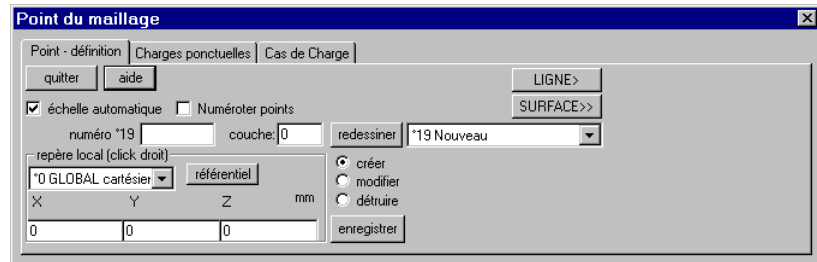 Point du maillage
Point - définition Charges ponctuelles Cas de Charge
quitter aide LIGNE>
échelle automatique Numéroter points SURFACE>>
numéro °19 couche: 0 redessiner °19 Nouveau
repère local (click droit) créer
°0 GLOBAL cartésier référentiel modifier
X Y Z mm détruire
0 0 0 enregistrer